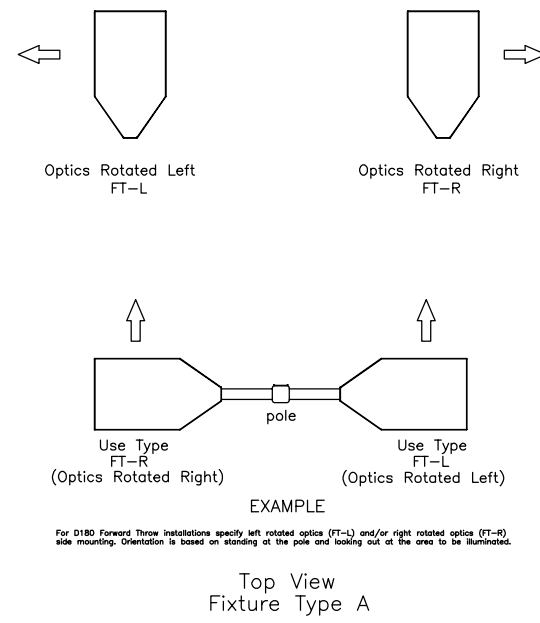 Optics Rotated Left
FT-L
Optics Rotated Right
FT-R
pole
Use Type
FT-R
(Optics Rotated Right)
Use Type
FT-L
(Optics Rotated Left)
EXAMPLE
For D180 Forward Throw installations specify left rotated optics (FT-L) and/or right rotated optics (FT-R)
side mounting. Orientation is based on standing at the pole and looking out at the area to be illuminated.
Top View
Fixture Type A